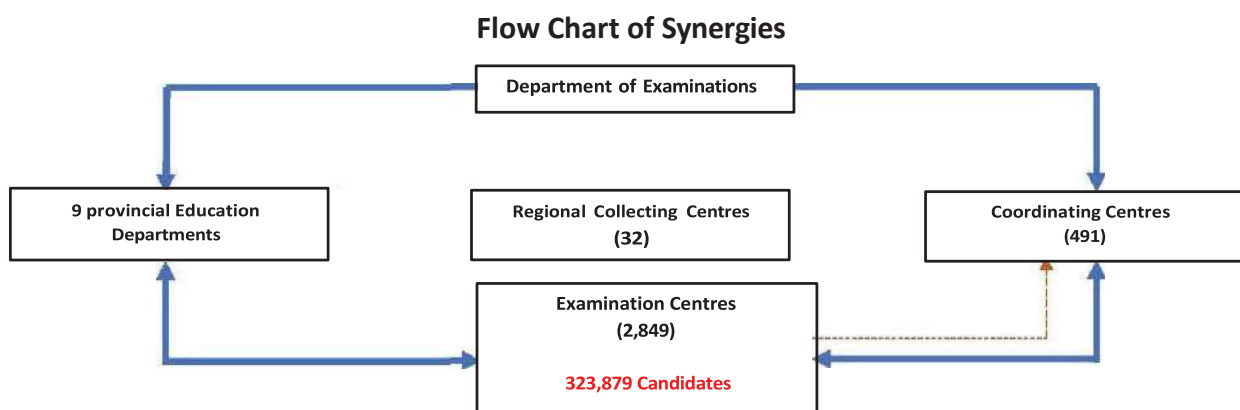 Flow Chart of Synergies
Department of Examinations
9 provincial Education
Departments
Regional Collecting Centres
(32)
Coordinating Centres
(491)
Examination Centres
(2,849)
323,879 Candidates